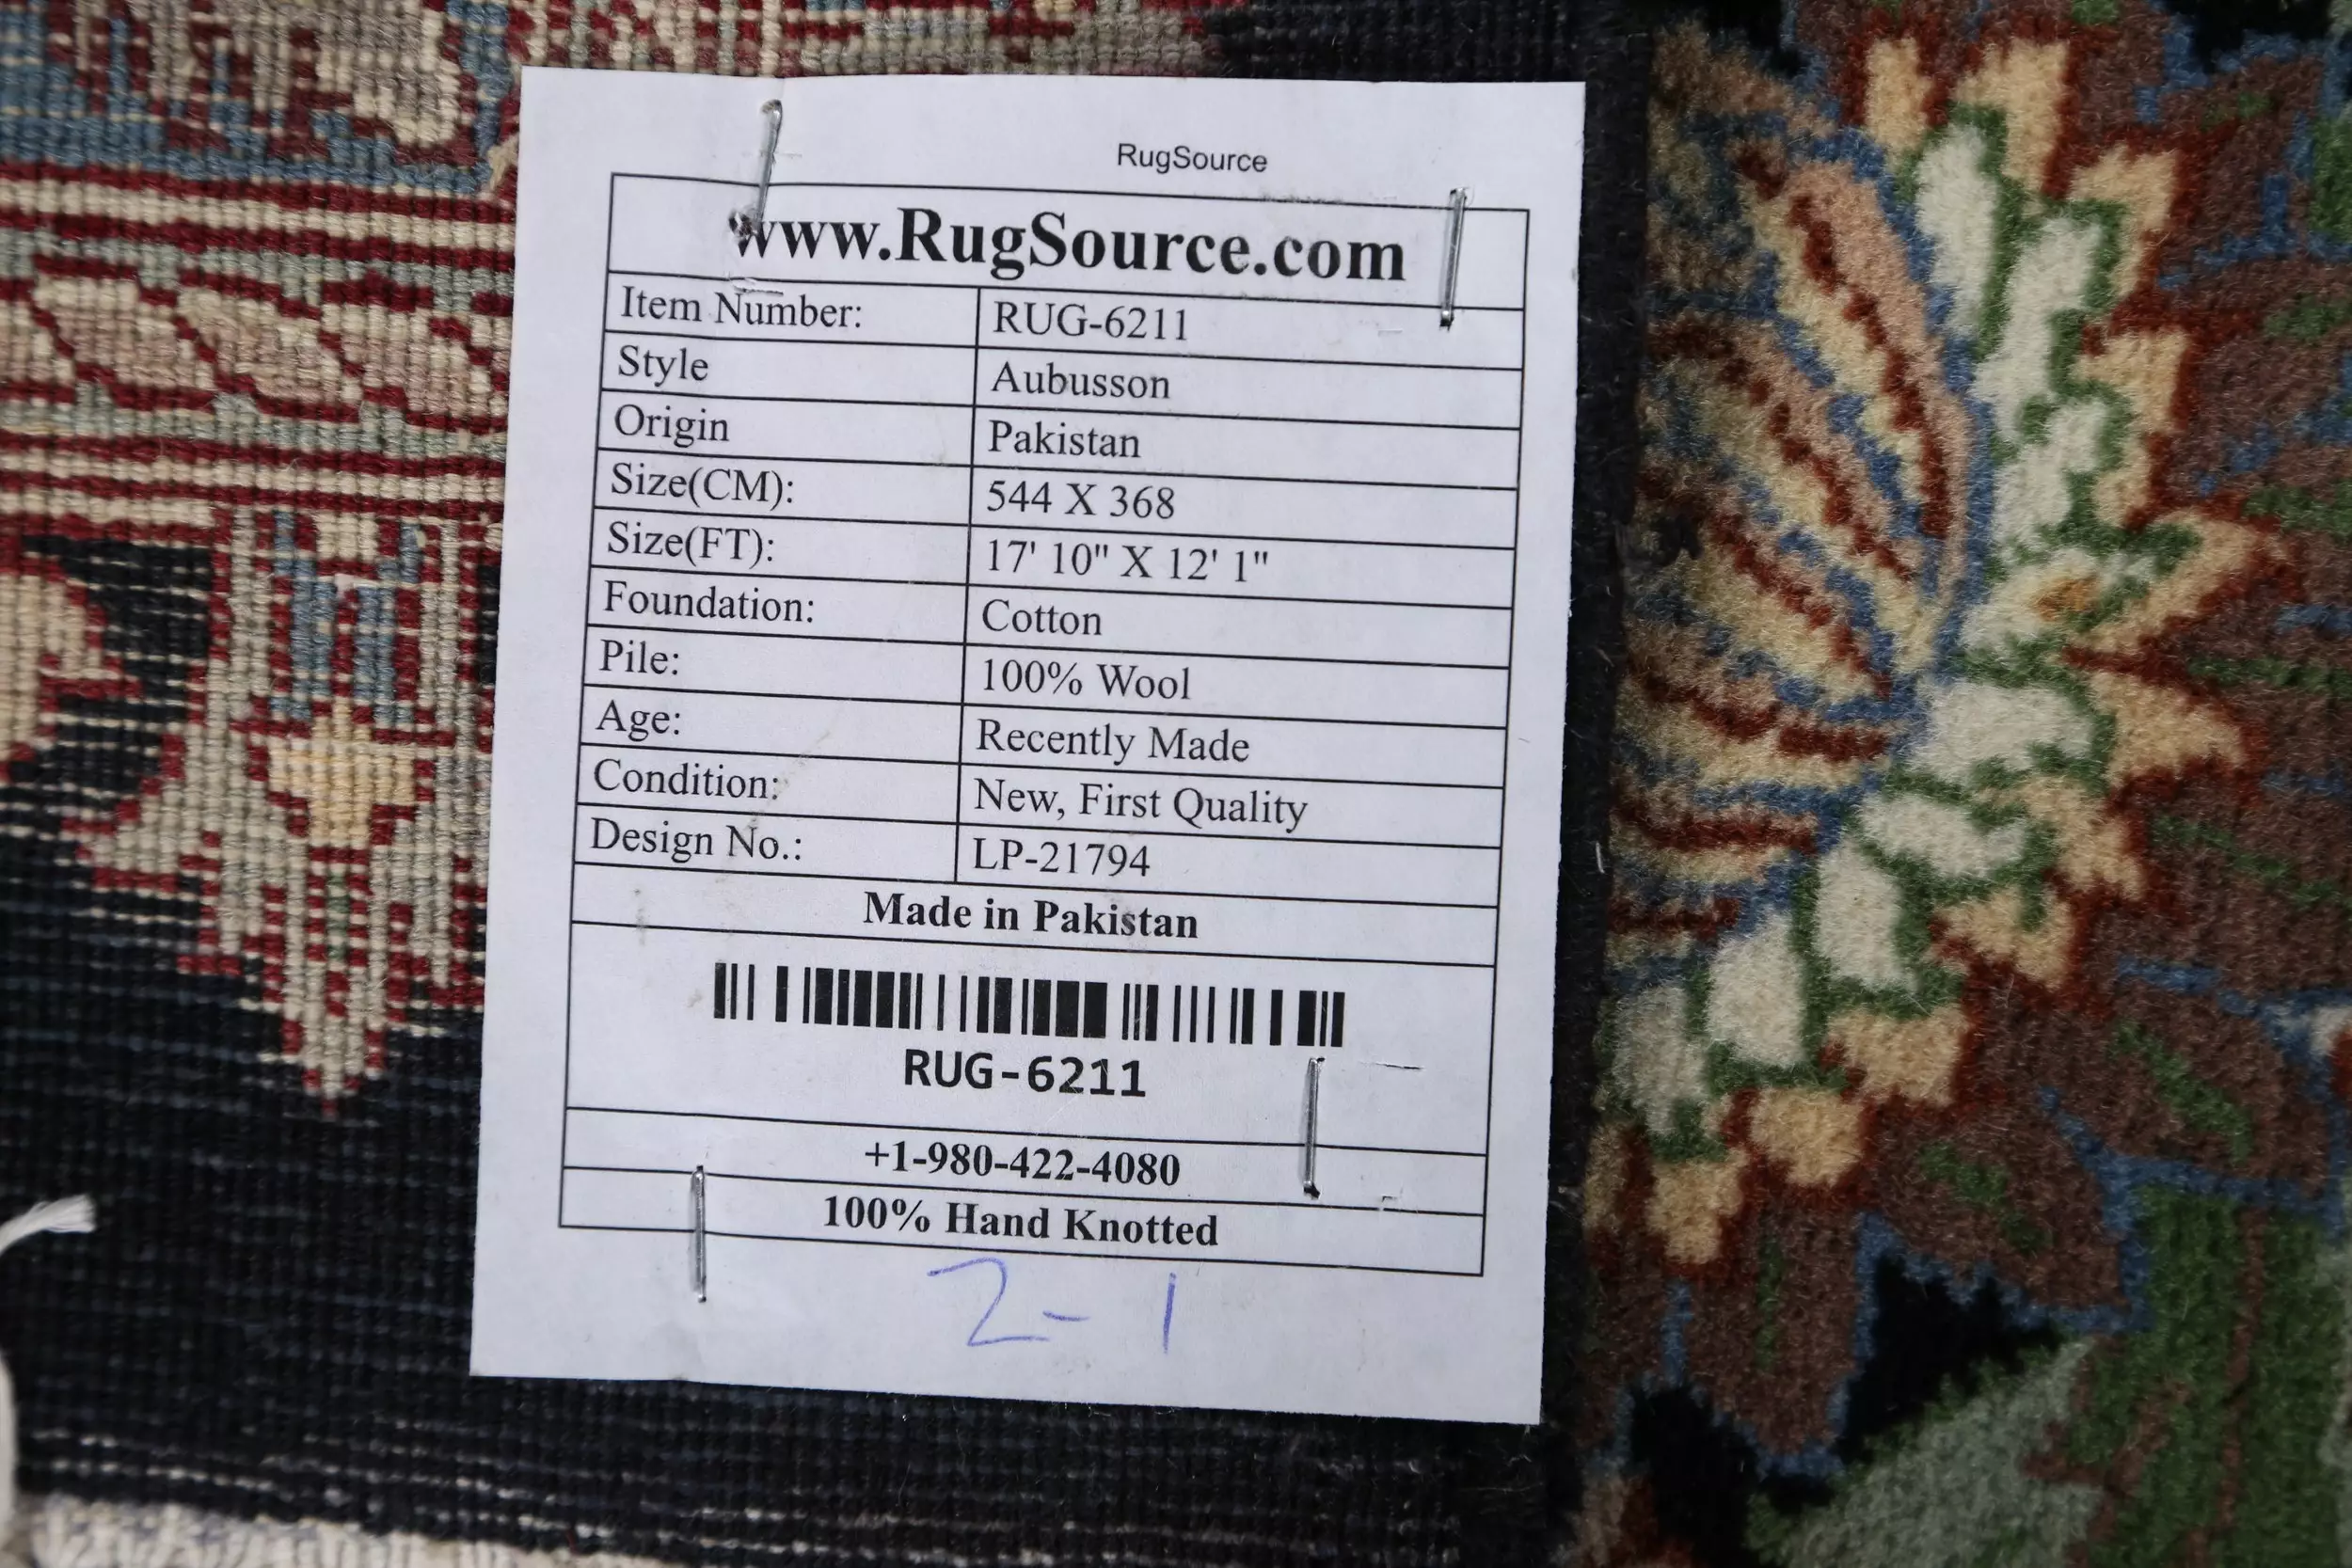 RugSource
www.RugSource.com
Item Number: RUG-6211
Style Aubusson
Origin Pakistan
Size(CM): 544 X 368
Size(FT): 17' 10" X 12' 1"
Foundation: Cotton
Pile: 100% Wool
Age: Recently Made
Condition: New, First Quality
Design No.: LP-21794
Made in Pakistan
RUG-6211
+1-980-422-4080
100% Hand Knotted
2-1